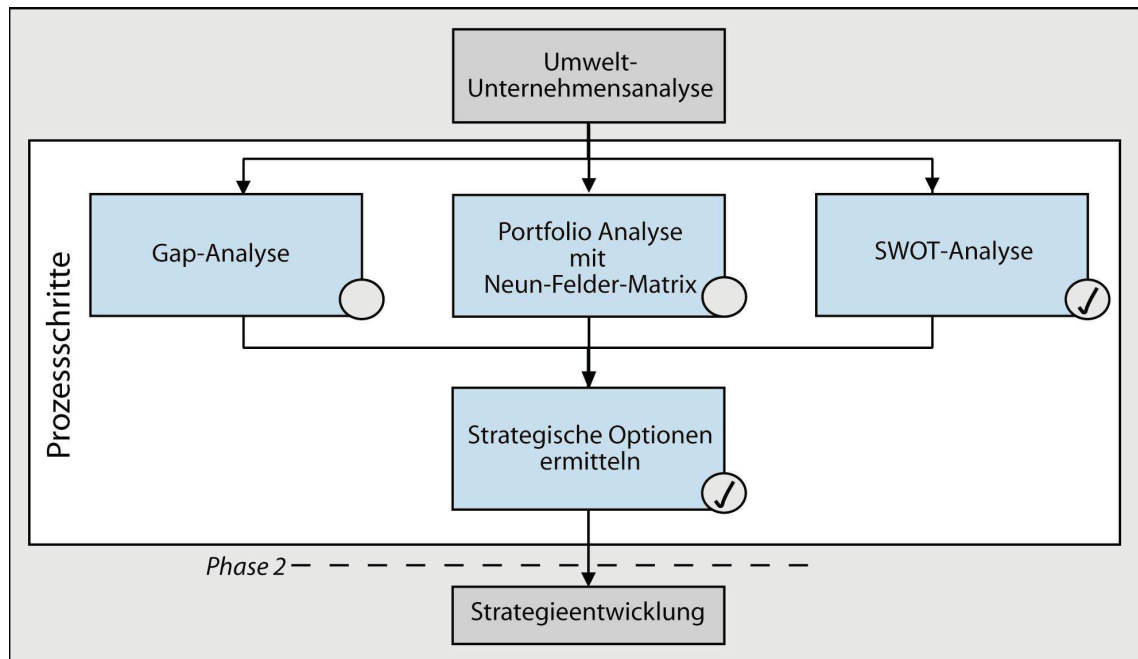 Umwelt-
Unternehmensanalyse
Prozessschritte
Gap-Analyse
Portfolio Analyse
mit
Neun-Felder-Matrix
SWOT-Analyse
Strategische Optionen
ermitteln
Phase 2
Strategieentwicklung